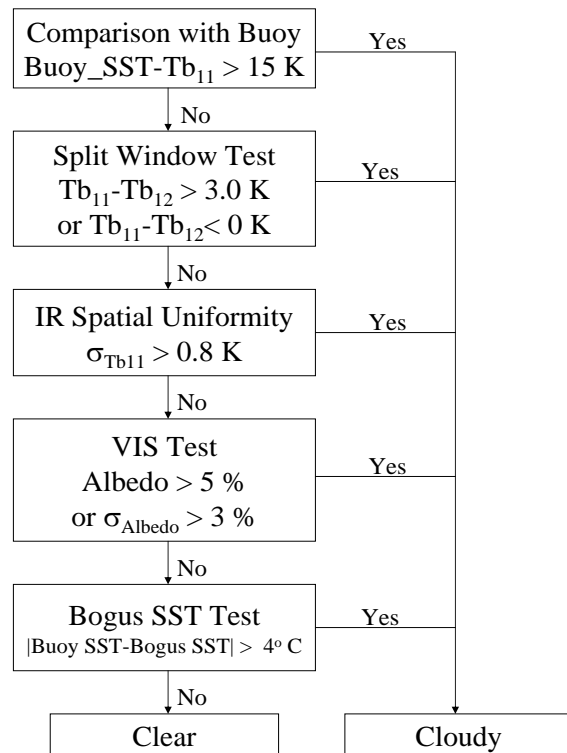 Comparison with Buoy
Buoy_SST-Tb₁₁ > 15 K
Yes
No
Split Window Test
Tb₁₁-Tb₁₂ > 3.0 K
or Tb₁₁-Tb₁₂< 0 K
Yes
No
IR Spatial Uniformity
σTb11 > 0.8 K
Yes
No
VIS Test
Albedo > 5 %
or σAlbedo > 3 %
Yes
No
Bogus SST Test
|Buoy SST-Bogus SST| > 4º C
Yes
No
Clear
Cloudy